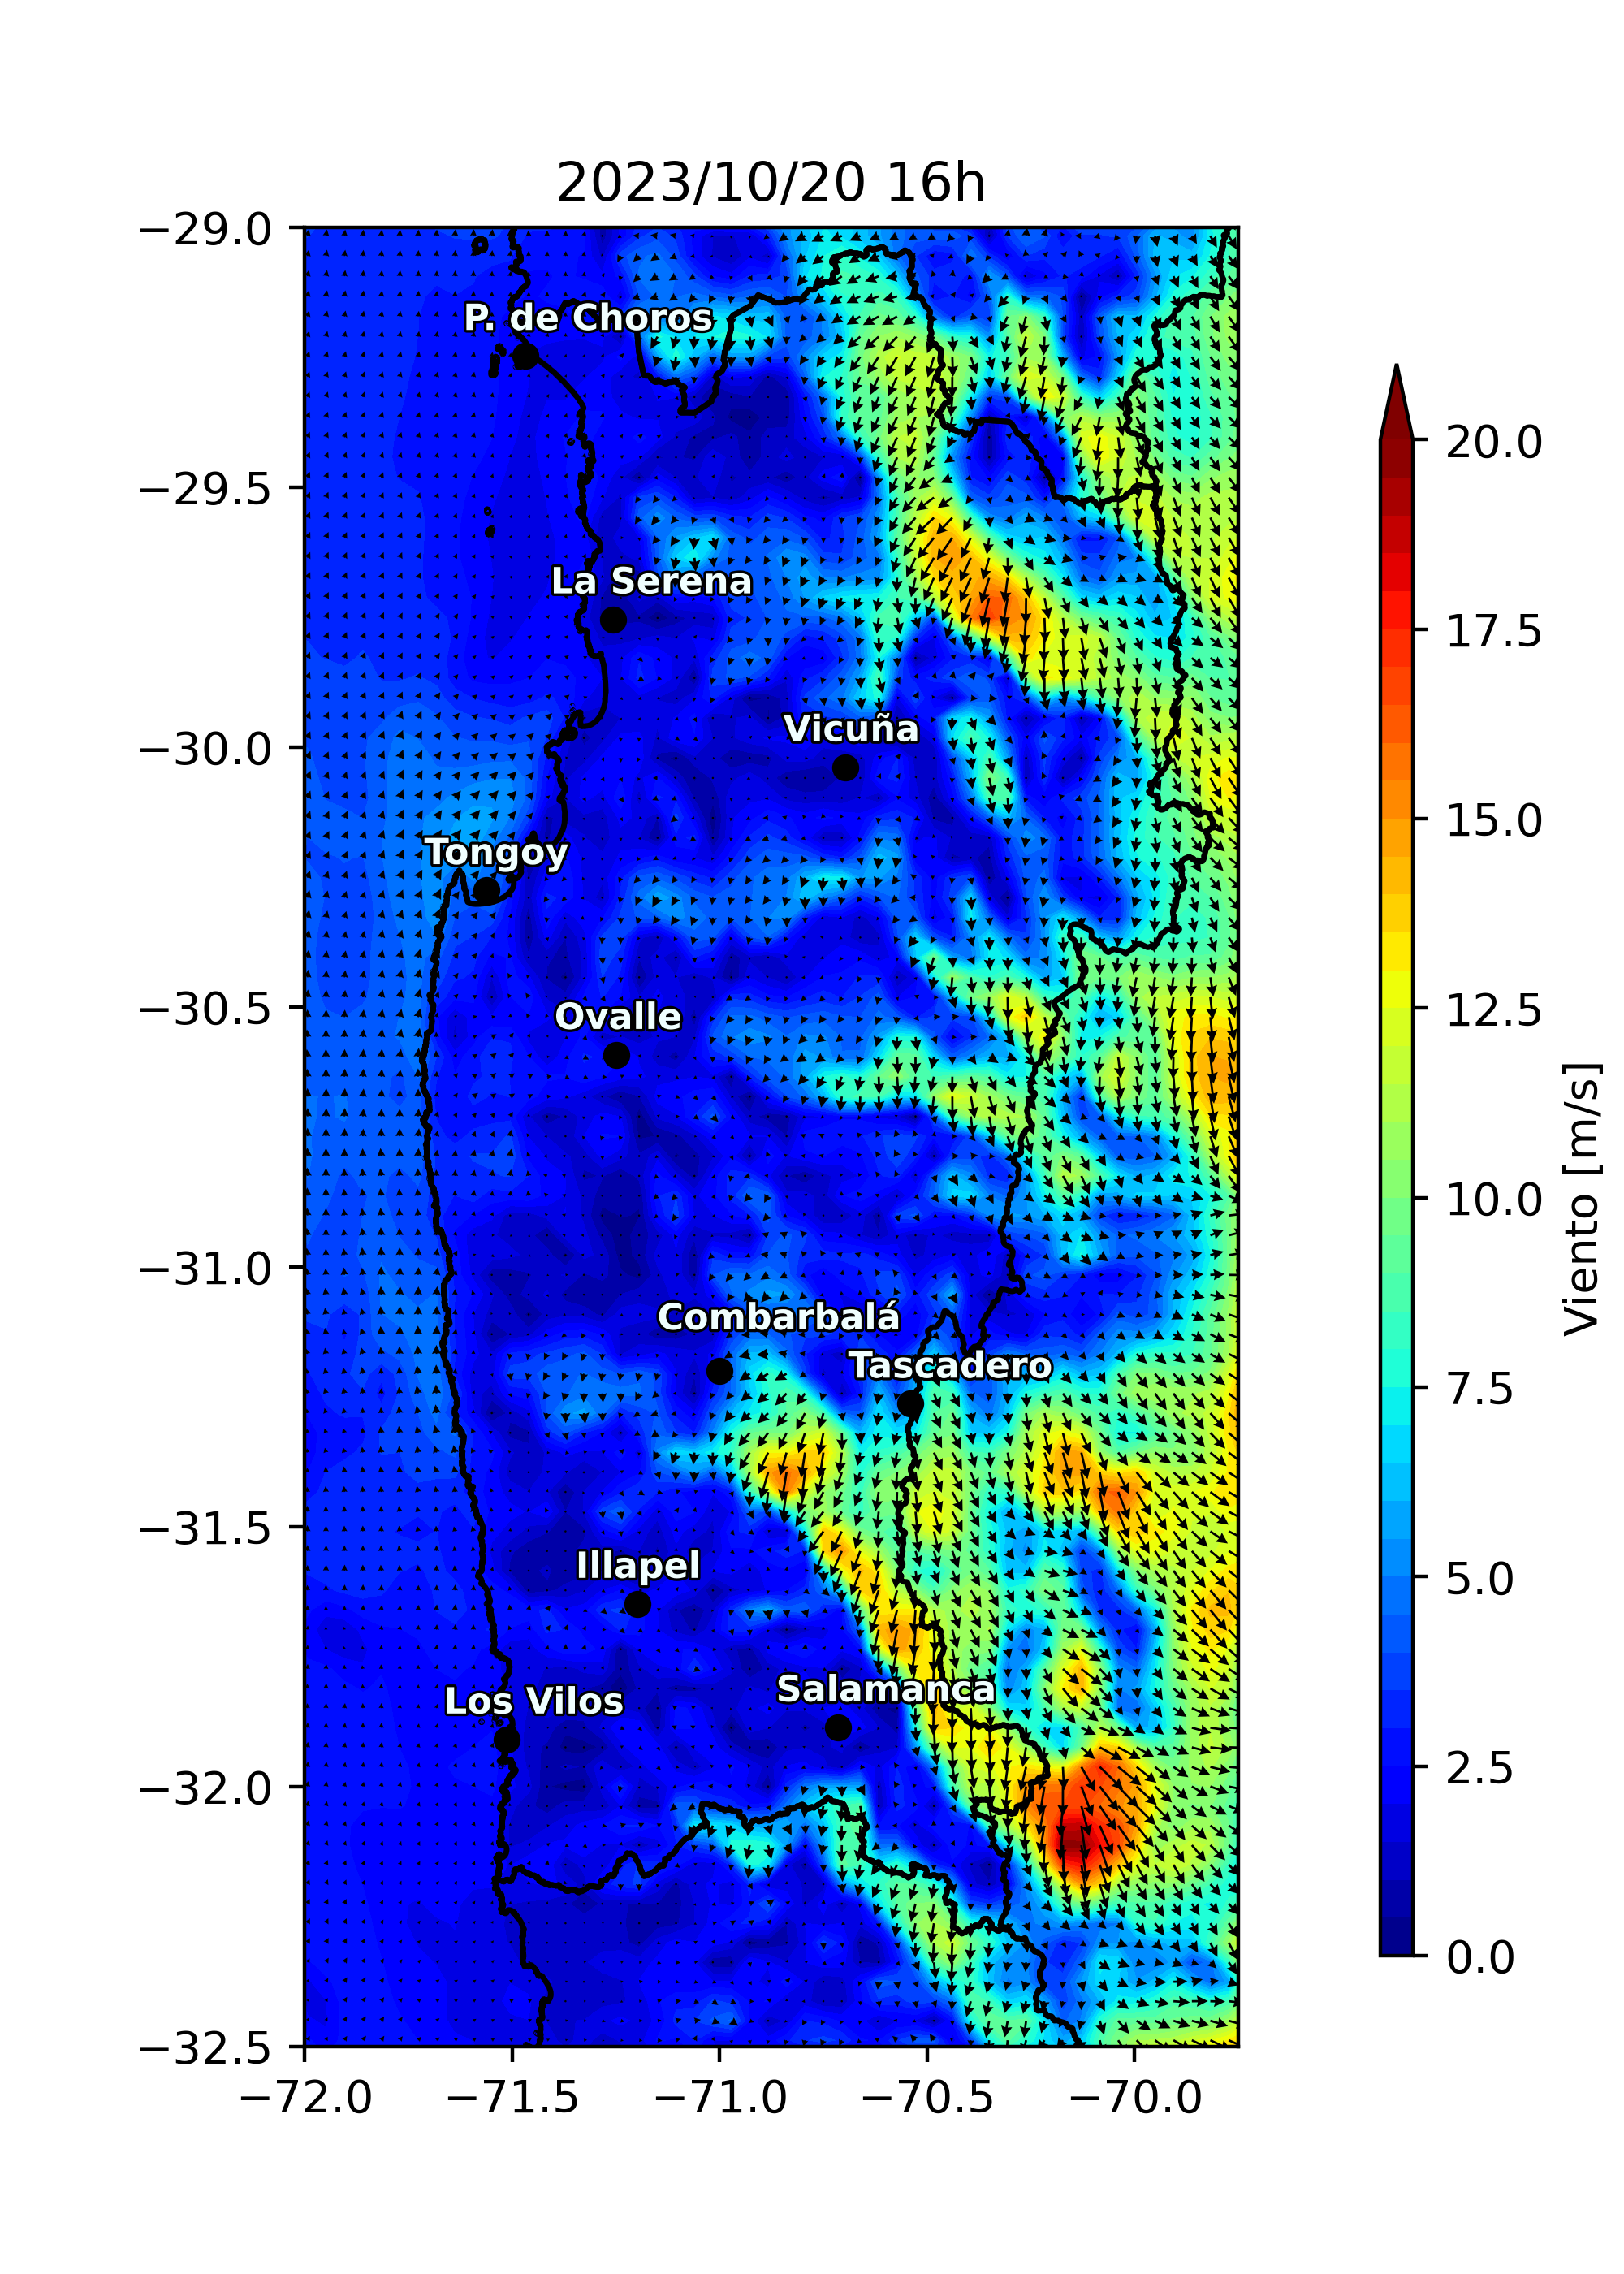 2023/10/20 16h
−29.0
−29.5
−30.0
−30.5
−31.0
−31.5
−32.0
−32.5
−72.0
−71.5
−71.0
−70.5
−70.0
P. de Choros
La Serena
Vicuña
Tongoy
Ovalle
Combarbalá
Tascadero
Illapel
Salamanca
Los Vilos
20.0
17.5
15.0
12.5
10.0
7.5
5.0
2.5
0.0
Viento [m/s]